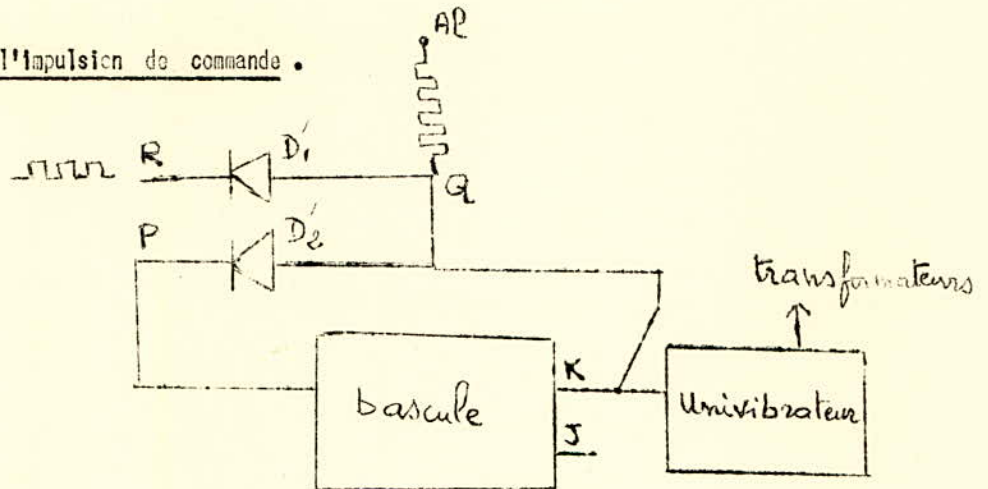 Al
l'impulsion de commande.
R
D'1
Q
P
D'2
transformateurs
K
bascule
Univibrateur
J